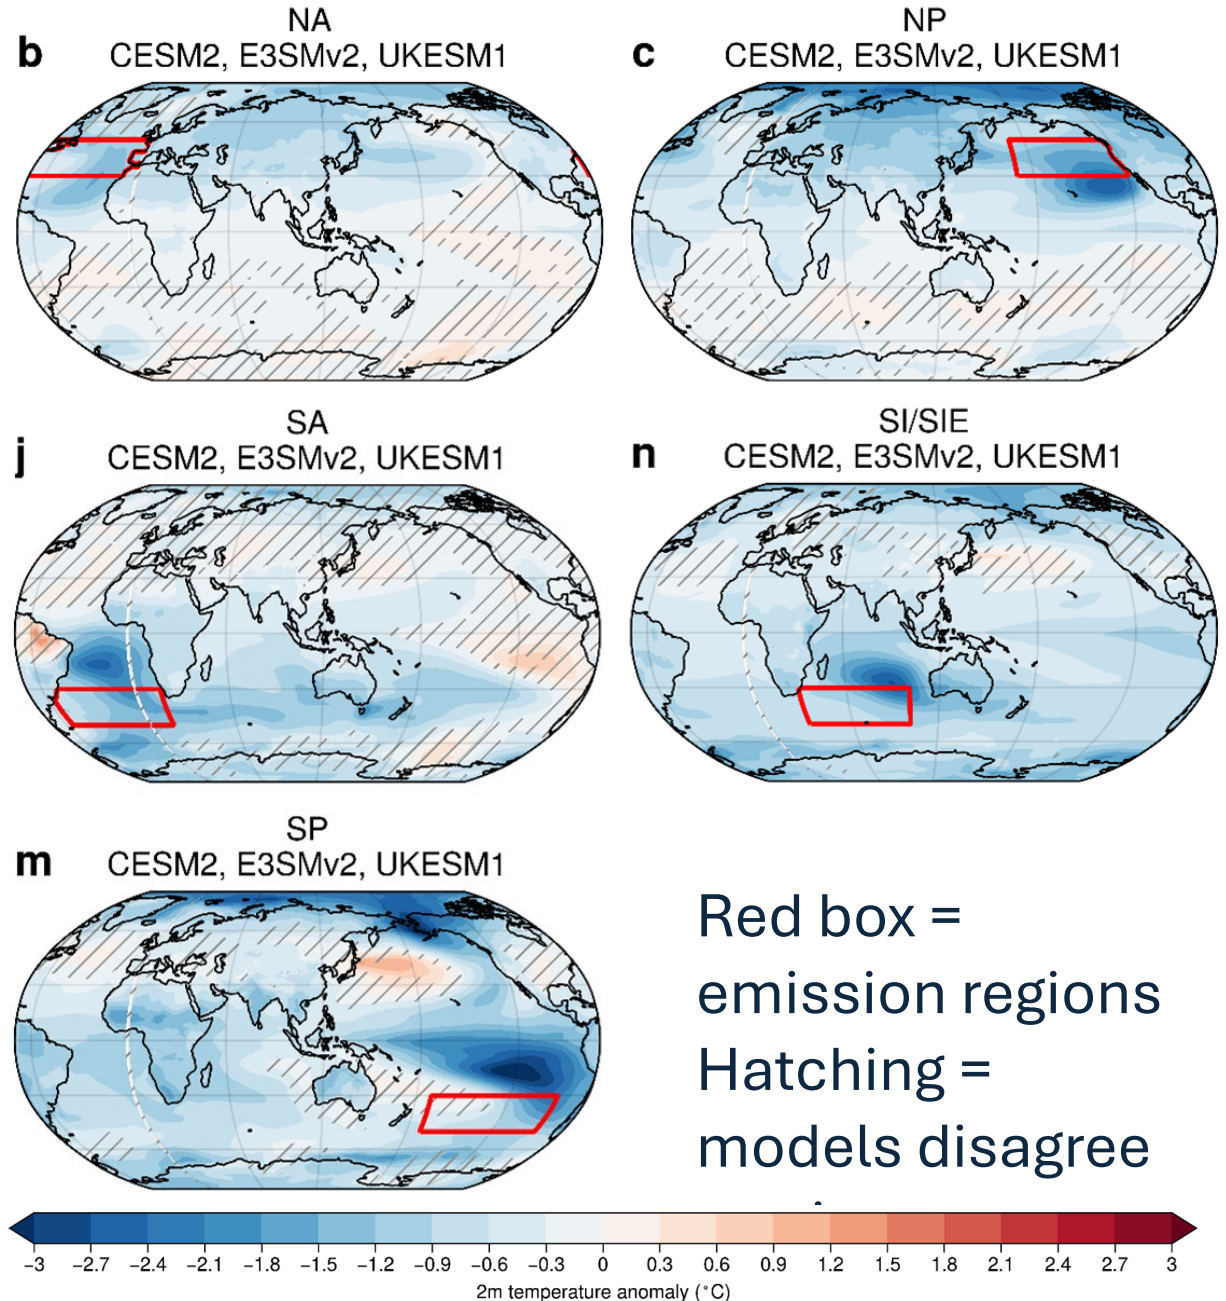 b
NA
CESM2, E3SMv2, UKESM1
c
NP
CESM2, E3SMv2, UKESM1
j
SA
CESM2, E3SMv2, UKESM1
n
SI/SIE
CESM2, E3SMv2, UKESM1
m
SP
CESM2, E3SMv2, UKESM1
Red box =
emission regions
Hatching =
models disagree
−3 −2.7 −2.4 −2.1 −1.8 −1.5 −1.2 −0.9 −0.6 −0.3 0 0.3 0.6 0.9 1.2 1.5 1.8 2.1 2.4 2.7 3
2m temperature anomaly (°C)